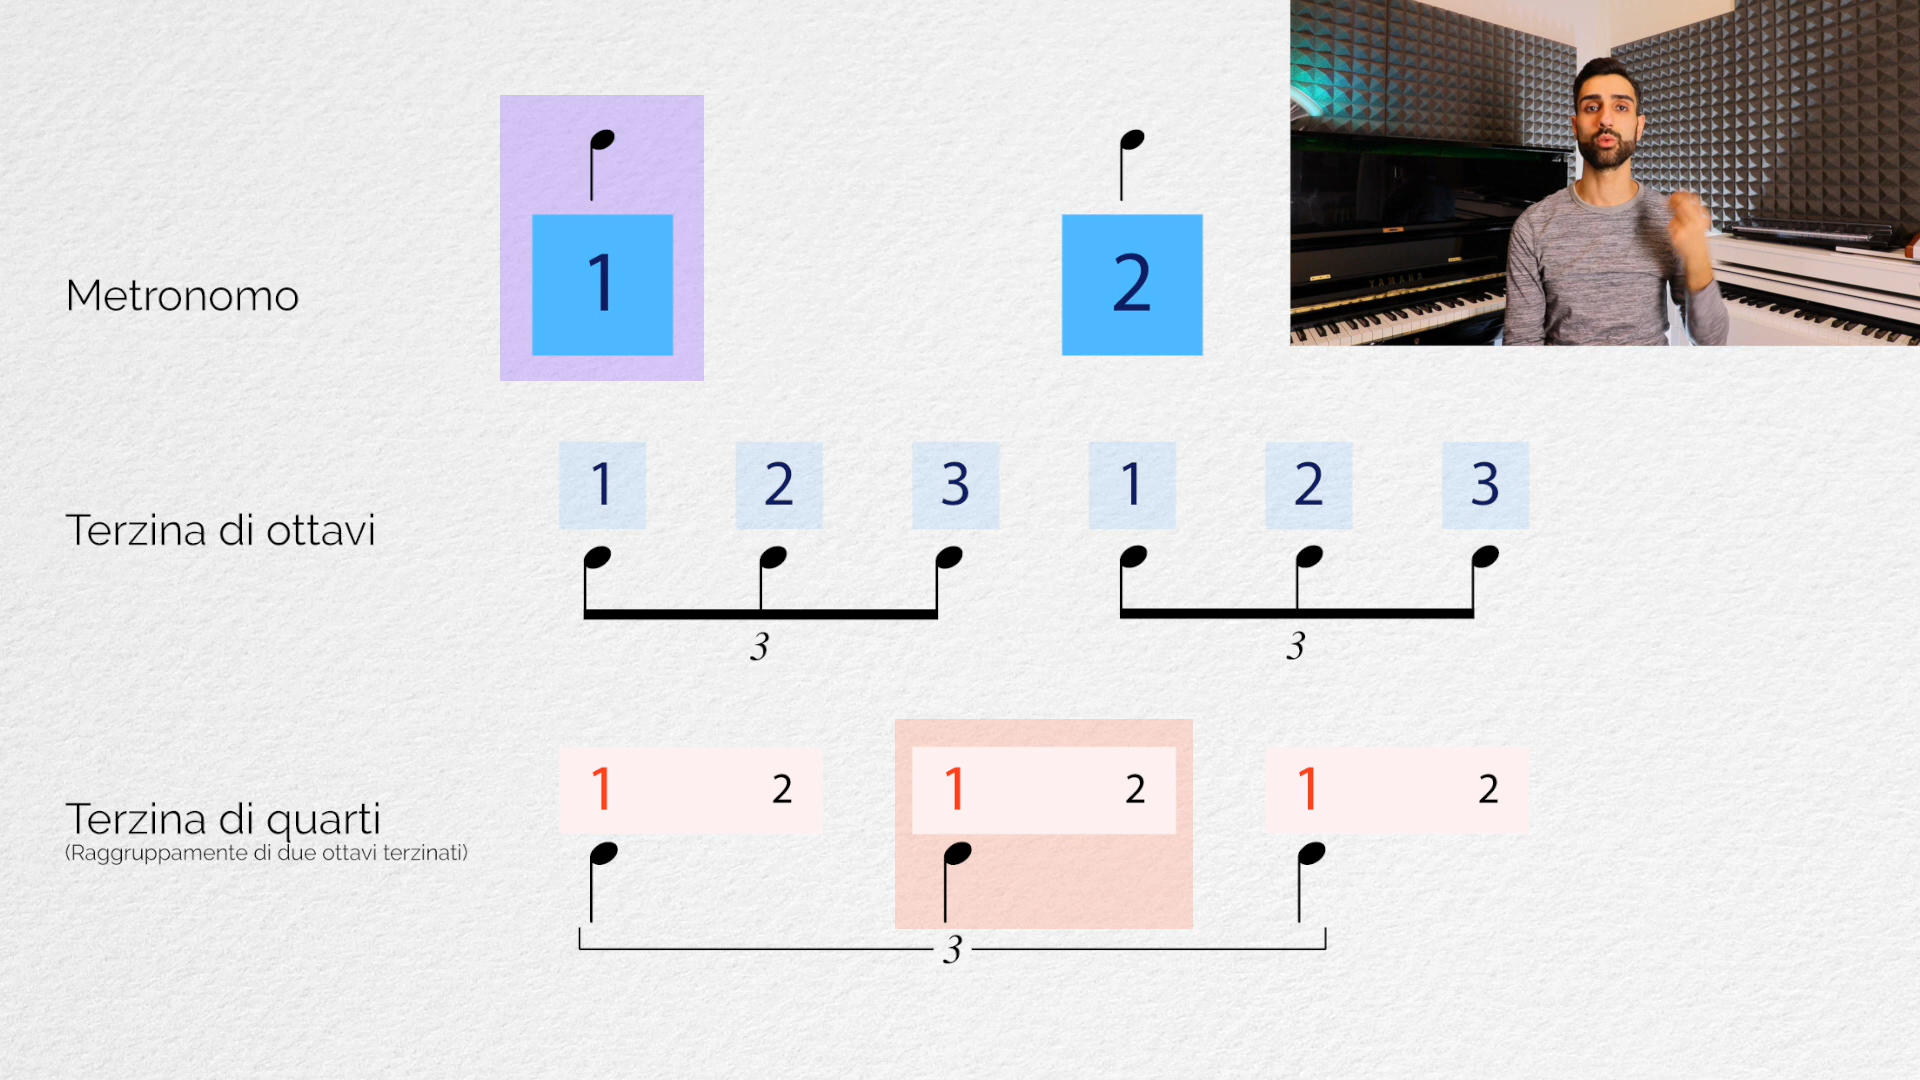 1
2
YAMAHA
Metronomo
1 2 3 1 2 3
Terzina di ottavi
3 3
1 2 1 2 1 2
Terzina di quarti
(Raggruppamente di due ottavi terzinati)
3